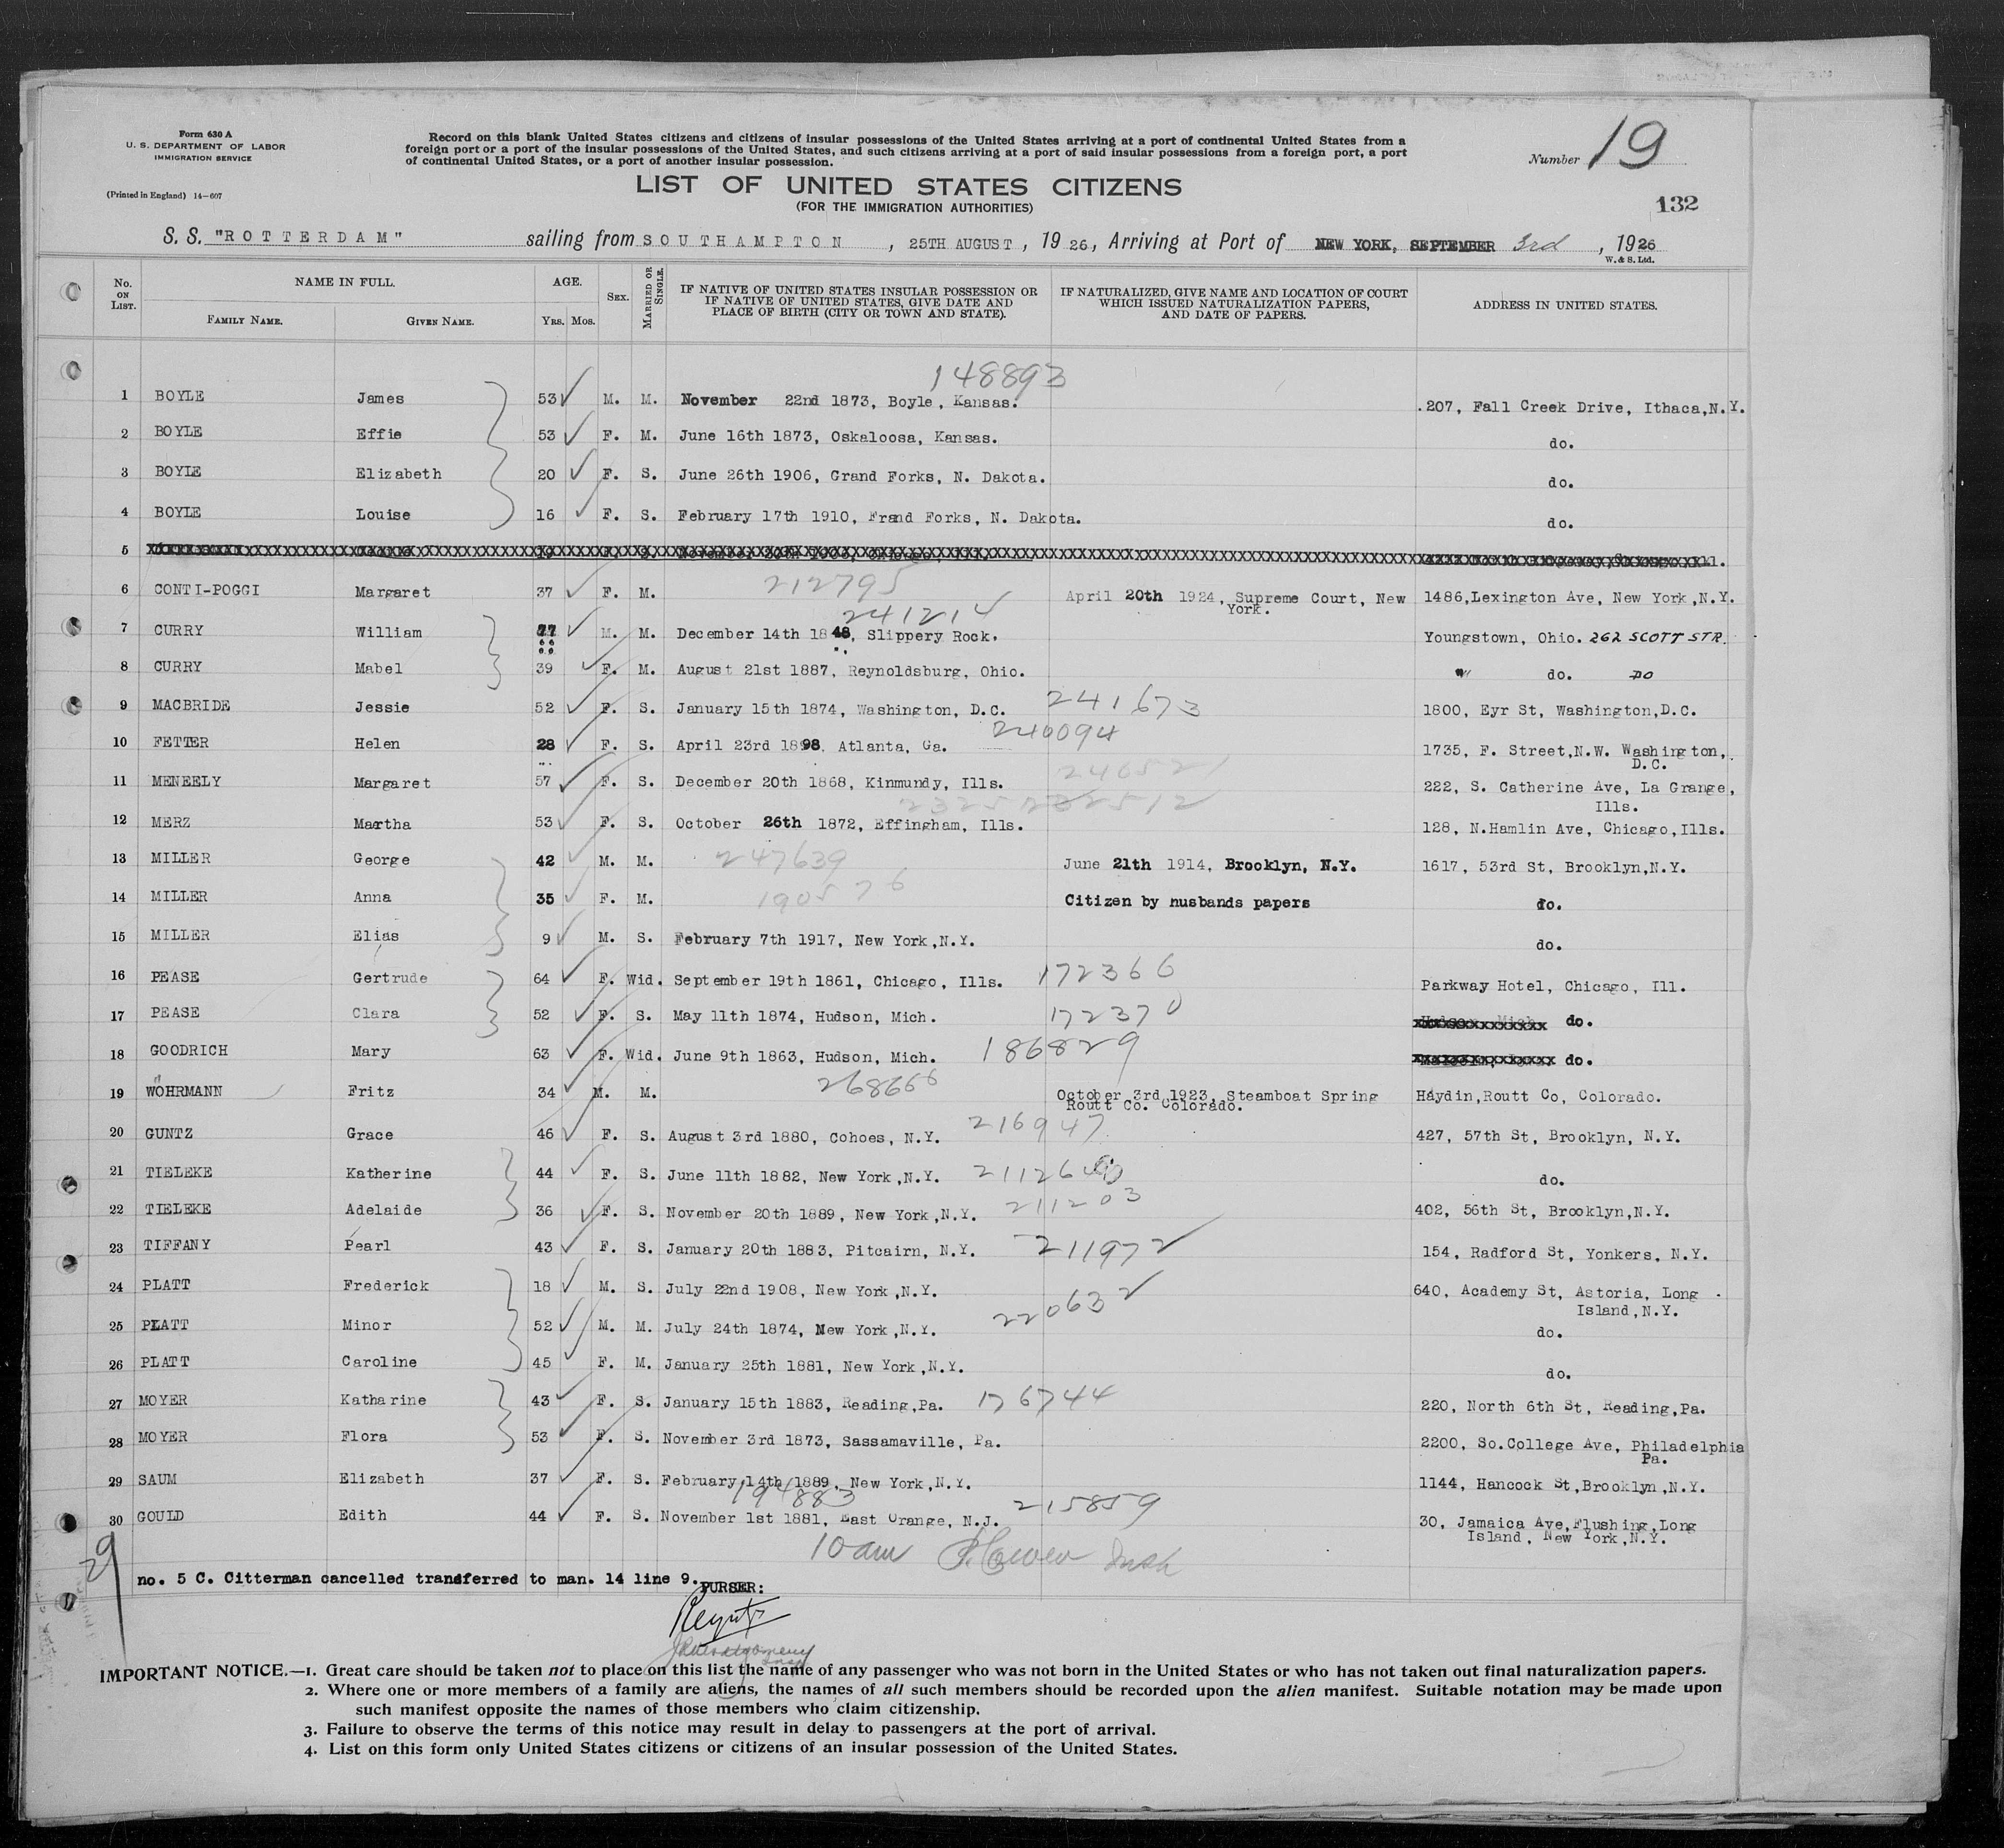 Form 630 A
U. S. DEPARTMENT OF LABOR
IMMIGRATION SERVICE
(Printed in England) 14—607
Record on this blank United States citizens and citizens of insular possessions of the United States arriving at a port of continental United States from a
foreign port or a port of the insular possessions of the United States, and such citizens arriving at a port of said insular possessions from a foreign port, a port
of continental United States, or a port of another insular possession.
Number 19
LIST OF UNITED STATES CITIZENS
(FOR THE IMMIGRATION AUTHORITIES)
132
S. S. "ROTTERDAM" sailing from SOUTHAMPTON, 25TH AUGUST, 1926, Arriving at Port of NEW YORK, SEPTEMBER 3rd, 1926
W. & S. Ltd.
No. ON LIST. NAME IN FULL. FAMILY NAME. GIVEN NAME. AGE. Yrs. Mos. SEX. MARRIED OR SINGLE. IF NATIVE OF UNITED STATES INSULAR POSSESSION OR IF NATIVE OF UNITED STATES, GIVE DATE AND PLACE OF BIRTH (CITY OR TOWN AND STATE). IF NATURALIZED, GIVE NAME AND LOCATION OF COURT WHICH ISSUED NATURALIZATION PAPERS, AND DATE OF PAPERS. ADDRESS IN UNITED STATES.
148893
1 BOYLE James 53 M. M. November 22nd 1873, Boyle, Kansas. 207, Fall Creek Drive, Ithaca,N.Y.
2 BOYLE Effie 53 F. M. June 16th 1873, Oskaloosa, Kansas. do.
3 BOYLE Elizabeth 20 F. S. June 26th 1906, Grand Forks, N. Dakota. do.
4 BOYLE Louise 16 F. S. February 17th 1910, Frand Forks, N. Dakota. do.
5
212795
6 CONTI-POGGI Margaret 37 F. M. April 20th 1924, Supreme Court, New York. 1486,Lexington Ave, New York,N.Y.
241214
7 CURRY William 77 M. M. December 14th 1848, Slippery Rock. Youngstown, Ohio. 262 SCOTT STR.
8 CURRY Mabel 39 F. M. August 21st 1887, Reynoldsburg, Ohio. do. DO
9 MACBRIDE Jessie 52 F. S. January 15th 1874, Washington, D.C. 241673 1800, Eyr St, Washington,D.C.
240094
10 FETTER Helen 28 F. S. April 23rd 1898, Atlanta, Ga. 1735, F. Street,N.W. Washington, D.C.
11 MENEELY Margaret 57 F. S. December 20th 1868, Kinmundy, Ills. 222, S. Catherine Ave, La Grange, Ills.
12 MERZ Martha 53 F. S. October 26th 1872, Effingham, Ills. 128, N.Hamlin Ave, Chicago,Ills.
13 MILLER George 42 M. M. 247639 June 21th 1914, Brooklyn, N.Y. 1617, 53rd St, Brooklyn,N.Y.
14 MILLER Anna 35 F. M. 190576 Citizen by husbands papers do.
15 MILLER Elias 9 M. S. February 7th 1917, New York,N.Y. do.
16 PEASE Gertrude 64 F. Wid. September 19th 1861, Chicago, Ills. 172366 Parkway Hotel, Chicago, Ill.
17 PEASE Clara 52 F. S. May 11th 1874, Hudson, Mich. 172370 do.
18 GOODRICH Mary 63 F. Wid. June 9th 1863, Hudson, Mich. 186829 do.
19 WÖHRMANN Fritz 34 M. M. 268666 October 3rd 1923, Steamboat Spring Routt Co. Colorado. Haydin,Routt Co, Colorado.
20 GUNTZ Grace 46 F. S. August 3rd 1880, Cohoes, N.Y. 216947 427, 57th St, Brooklyn, N.Y.
21 TIELEKE Katherine 44 F. S. June 11th 1882, New York,N.Y. do.
22 TIELEKE Adelaide 36 F. S. November 20th 1889, New York,N.Y. 211203 402, 56th St, Brooklyn,N.Y.
23 TIFFANY Pearl 43 F. S. January 20th 1883, Pitcairn, N.Y. 211972 154, Radford St, Yonkers, N.Y.
24 PLATT Frederick 18 M. S. July 22nd 1908, New York,N.Y. 640, Academy St, Astoria, Long Island,N.Y.
220632
25 PLATT Minor 52 M. M. July 24th 1874, New York,N.Y. do.
26 PLATT Caroline 45 F. M. January 25th 1881, New York,N.Y. do.
27 MOYER Katharine 43 F. S. January 15th 1883, Reading,Pa. 176744 220, North 6th St, Reading,Pa.
28 MOYER Flora 53 F. S. November 3rd 1873, Sassamaville, Pa. 2200, So.College Ave, Philadelphia Pa.
29 SAUM Elizabeth 37 F. S. February 14th 1889, New York,N.Y. 1144, Hancock St,Brooklyn,N.Y.
194883
30 GOULD Edith 44 F. S. November 1st 1881, East Orange, N.J. 215859 30, Jamaica Ave,Flushing,Long Island, New York,N.Y.
29
10 am
no. 5 C. Citterman cancelled transferred to man. 14 line 9. PURSER:
IMPORTANT NOTICE.—1. Great care should be taken not to place on this list the name of any passenger who was not born in the United States or who has not taken out final naturalization papers.
2. Where one or more members of a family are aliens, the names of all such members should be recorded upon the alien manifest. Suitable notation may be made upon
such manifest opposite the names of those members who claim citizenship.
3. Failure to observe the terms of this notice may result in delay to passengers at the port of arrival.
4. List on this form only United States citizens or citizens of an insular possession of the United States.